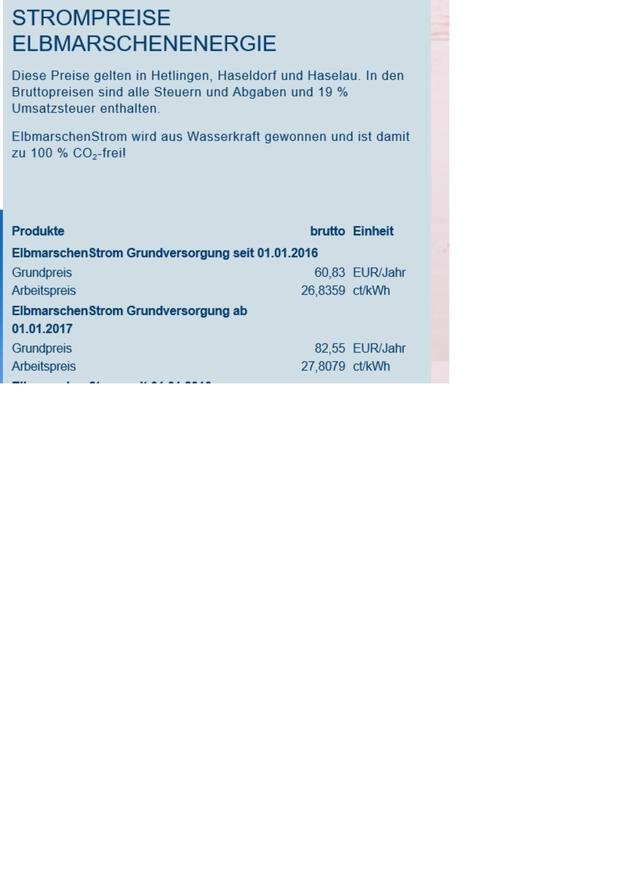 STROMPREISE
ELBMARSCHENENERGIE
Diese Preise gelten in Hetlingen, Haseldorf und Haselau. In den
Bruttopreisen sind alle Steuern und Abgaben und 19 %
Umsatzsteuer enthalten.
ElbmarschenStrom wird aus Wasserkraft gewonnen und ist damit
zu 100 % CO₂-frei!
Produkte brutto Einheit
ElbmarschenStrom Grundversorgung seit 01.01.2016
Grundpreis 60,83 EUR/Jahr
Arbeitspreis 26,8359 ct/kWh
ElbmarschenStrom Grundversorgung ab
01.01.2017
Grundpreis 82,55 EUR/Jahr
Arbeitspreis 27,8079 ct/kWh